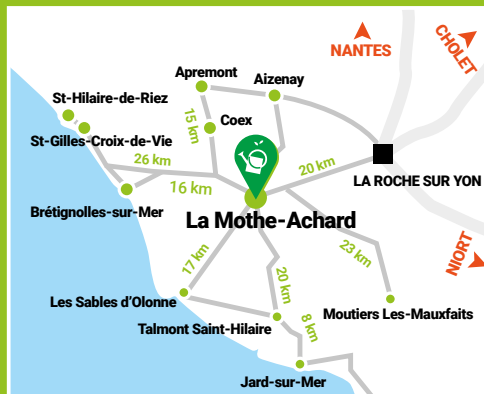 NANTES
CHOLET
Apremont
Aizenay
St-Hilaire-de-Riez
15 km
Coex
St-Gilles-Croix-de-Vie
26 km
20 km
16 km
LA ROCHE SUR YON
Brétignolles-sur-Mer
La Mothe-Achard
NIORT
23 km
17 km
20 km
Les Sables d'Olonne
8 km
Moutiers Les-Mauxfaits
Talmont Saint-Hilaire
Jard-sur-Mer